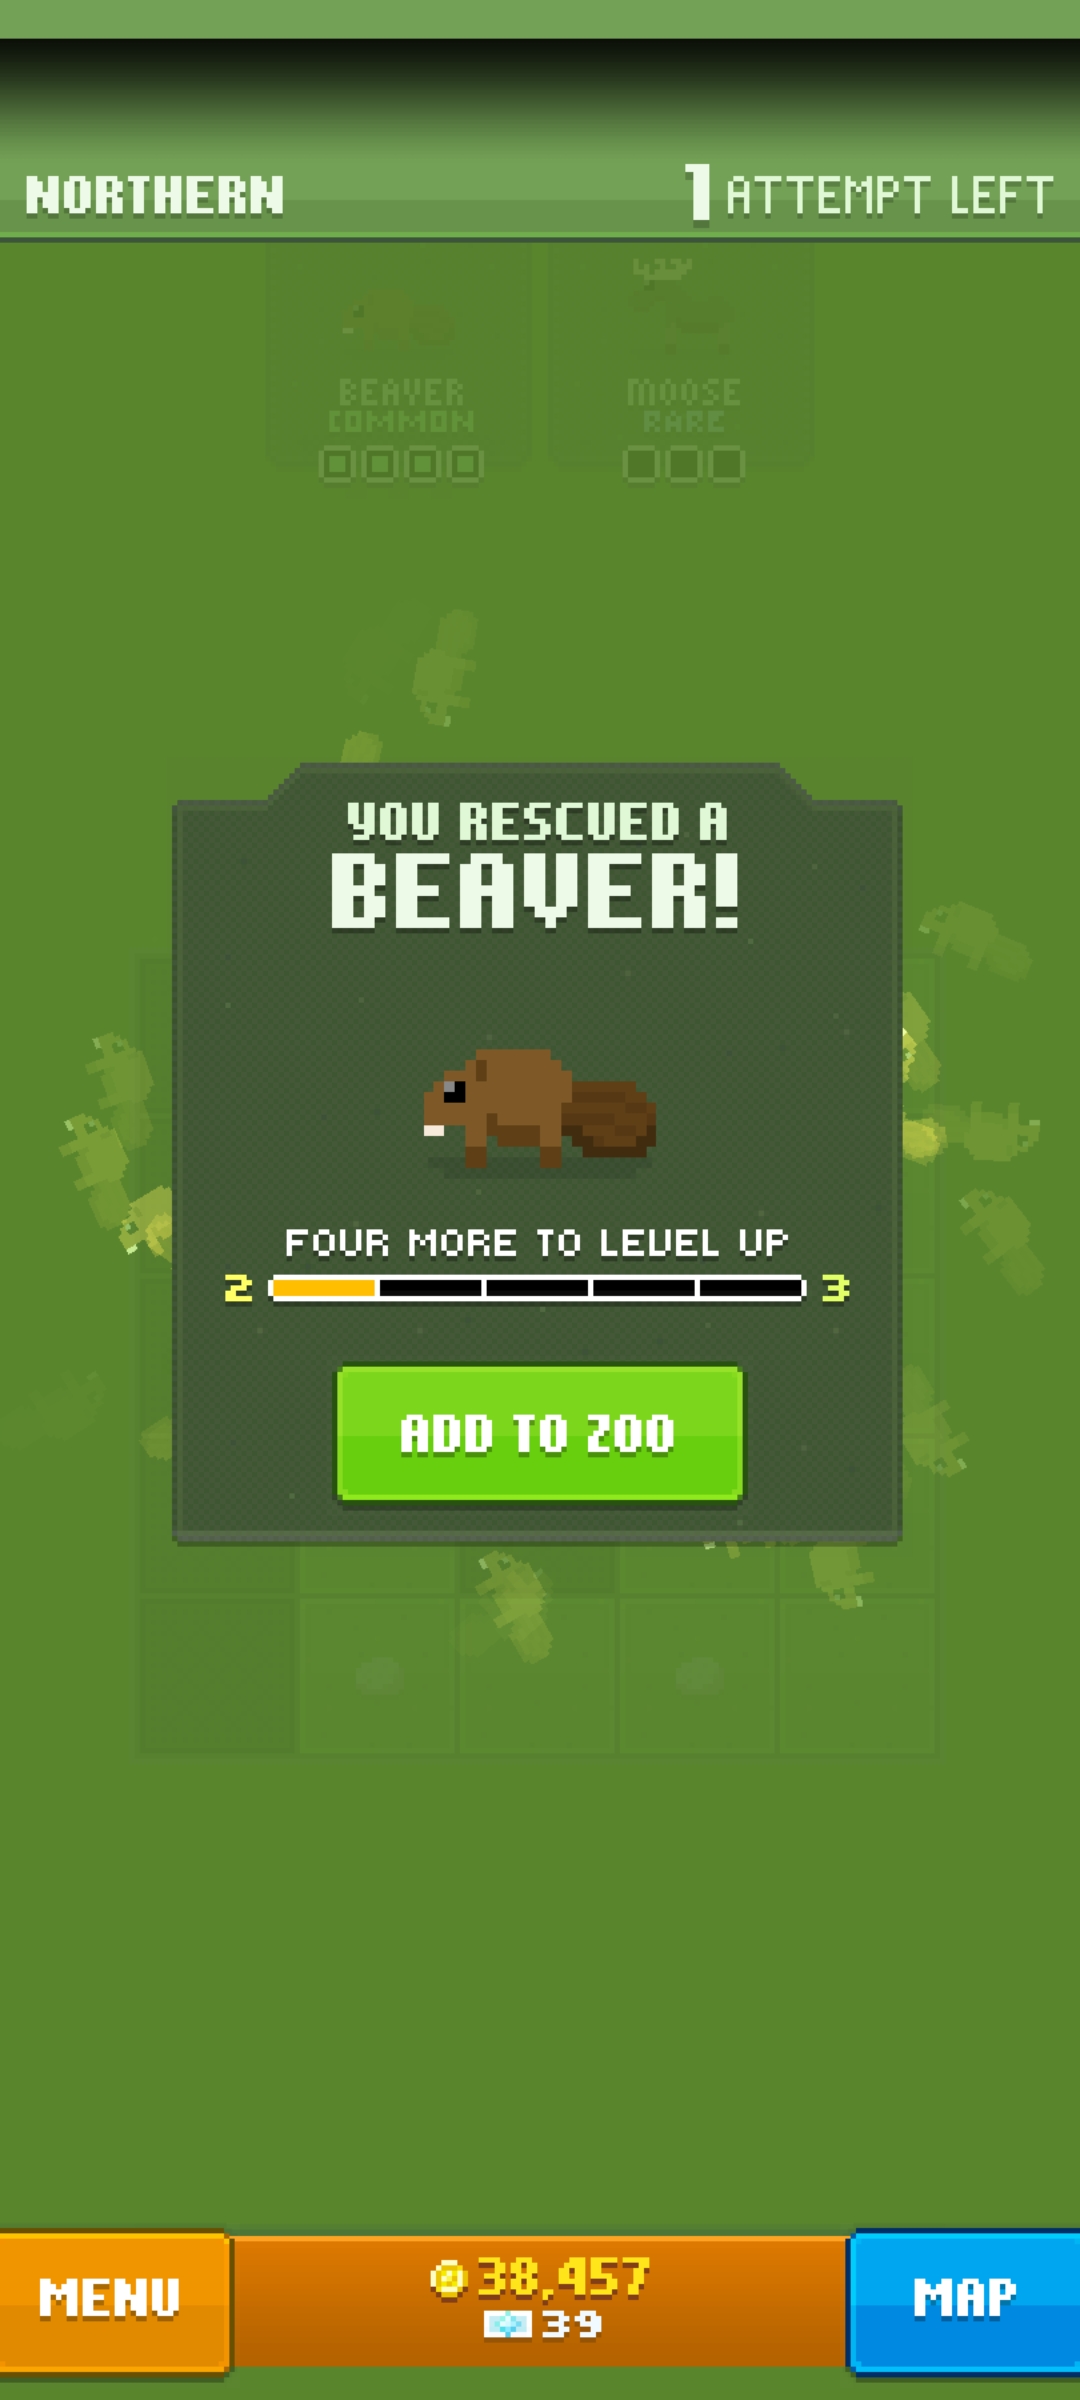 NORTHERN
1 ATTEMPT LEFT
BEAVER
COMMON
MOOSE
RARE
YOU RESCUED A
BEAVER!
FOUR MORE TO LEVEL UP
2 3
ADD TO ZOO
MENU
38,457
39
MAP